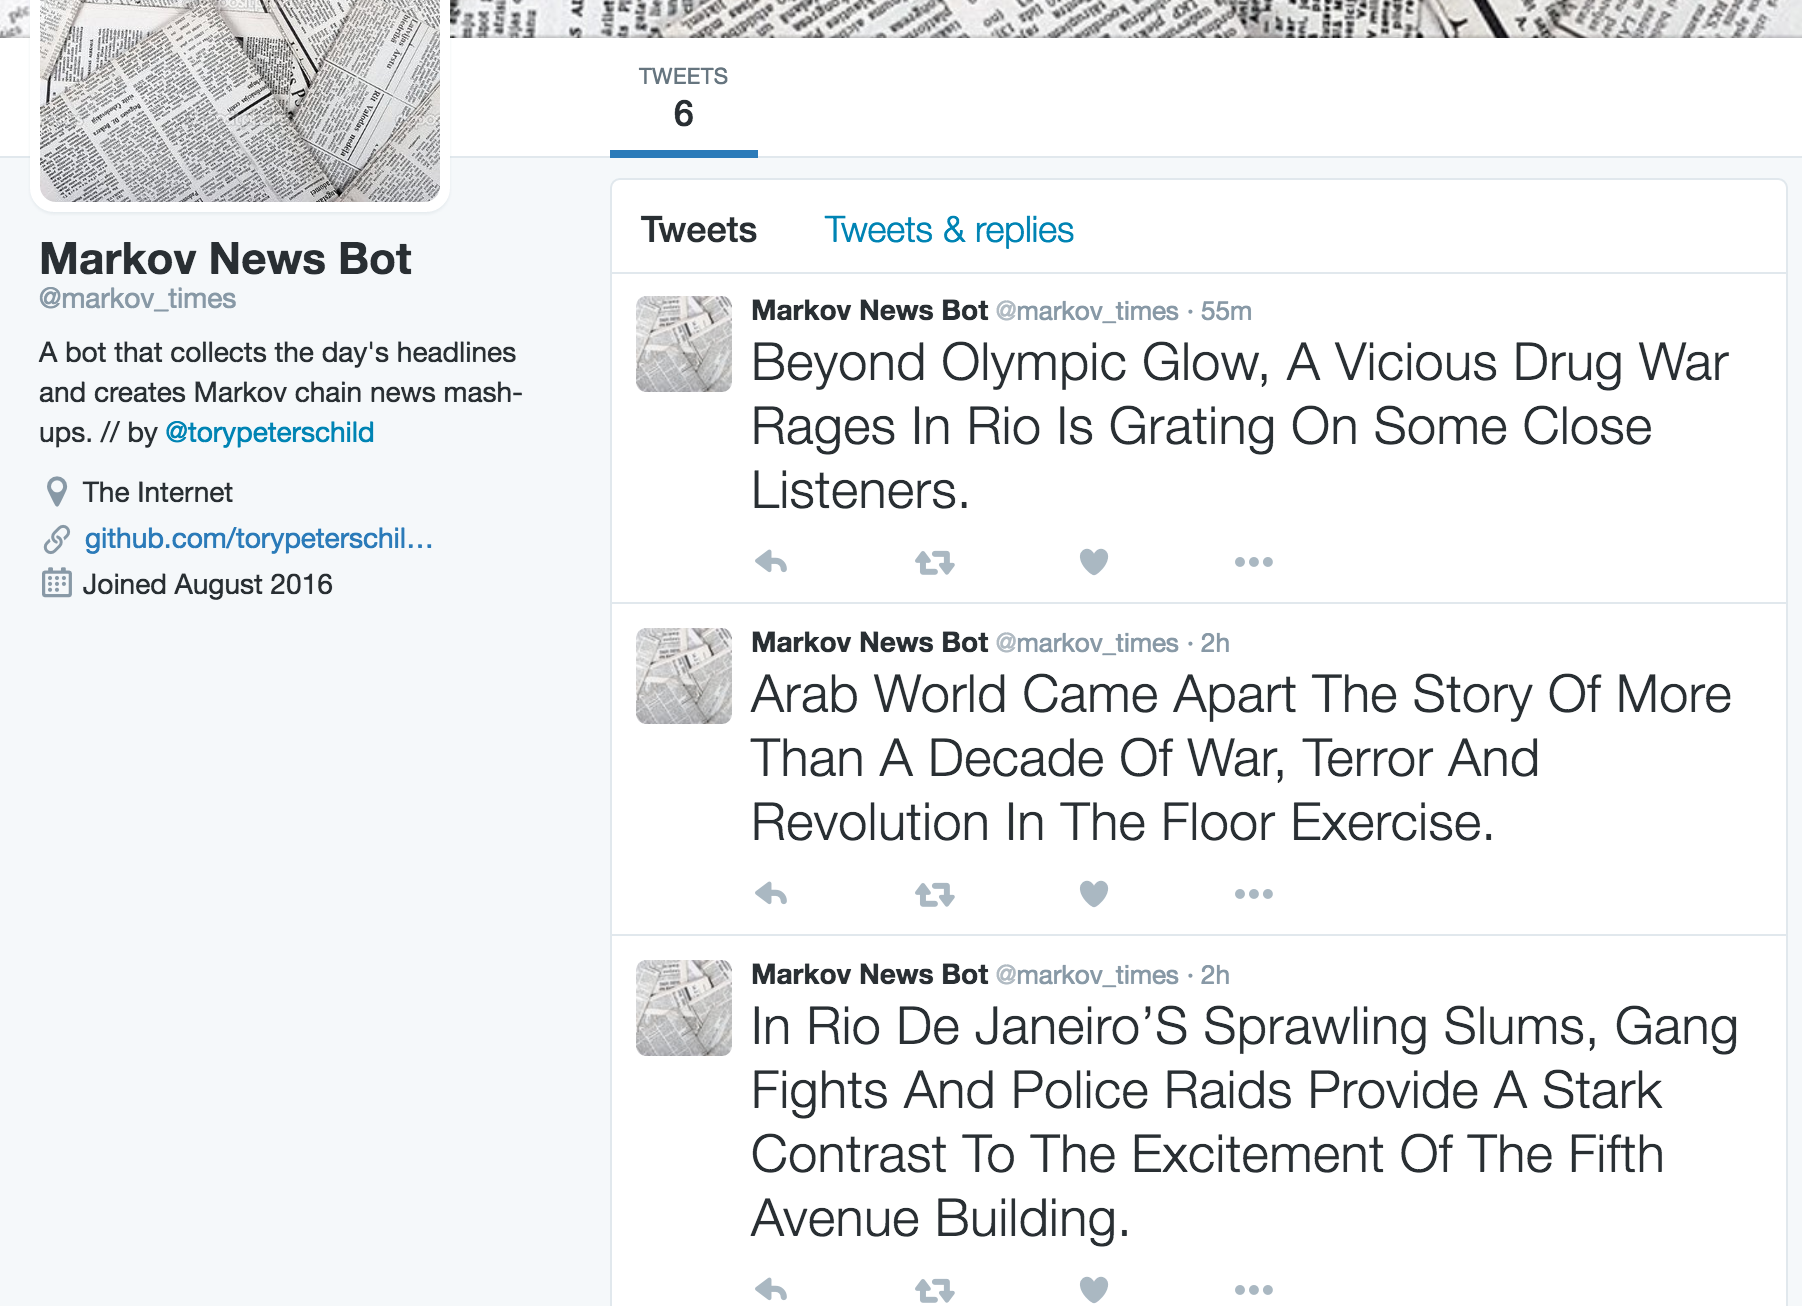 TWEETS
6
Markov News Bot
@markov_times
A bot that collects the day's headlines
and creates Markov chain news mash-
ups. // by @torypeterschild
The Internet
github.com/torypeterschil…
Joined August 2016
Tweets Tweets & replies
Markov News Bot @markov_times · 55m
Beyond Olympic Glow, A Vicious Drug War
Rages In Rio Is Grating On Some Close
Listeners.
Markov News Bot @markov_times · 2h
Arab World Came Apart The Story Of More
Than A Decade Of War, Terror And
Revolution In The Floor Exercise.
Markov News Bot @markov_times · 2h
In Rio De Janeiro’S Sprawling Slums, Gang
Fights And Police Raids Provide A Stark
Contrast To The Excitement Of The Fifth
Avenue Building.